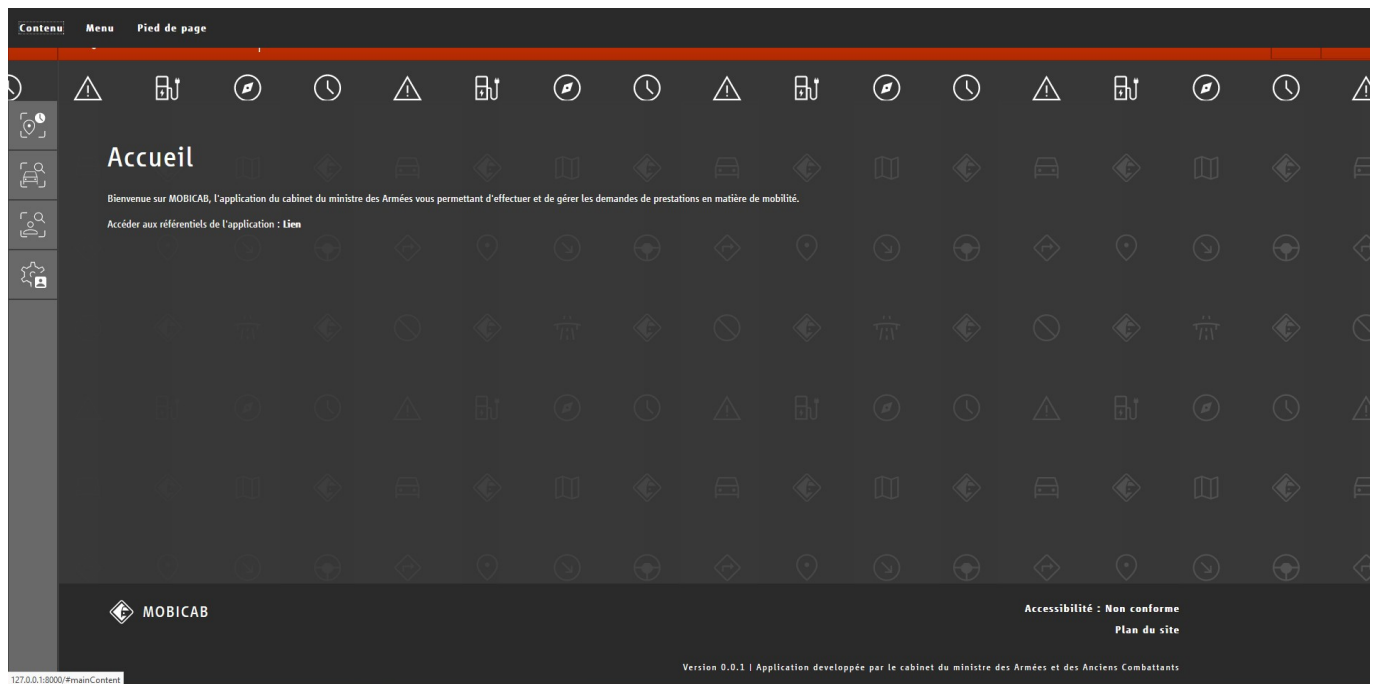 Contenu Menu Pied de page
Accueil
Bienvenue sur MOBICAB, l'application du cabinet du ministre des Armées vous permettant d'effectuer et de gérer les demandes de prestations en matière de mobilité.
Accéder aux référentiels de l'application : Lien
MOBICAB
Accessibilité : Non conforme
Plan du site
Version 0.0.1 | Application developpée par le cabinet du ministre des Armées et des Anciens Combattants
127.0.0.1:8000/#mainContent